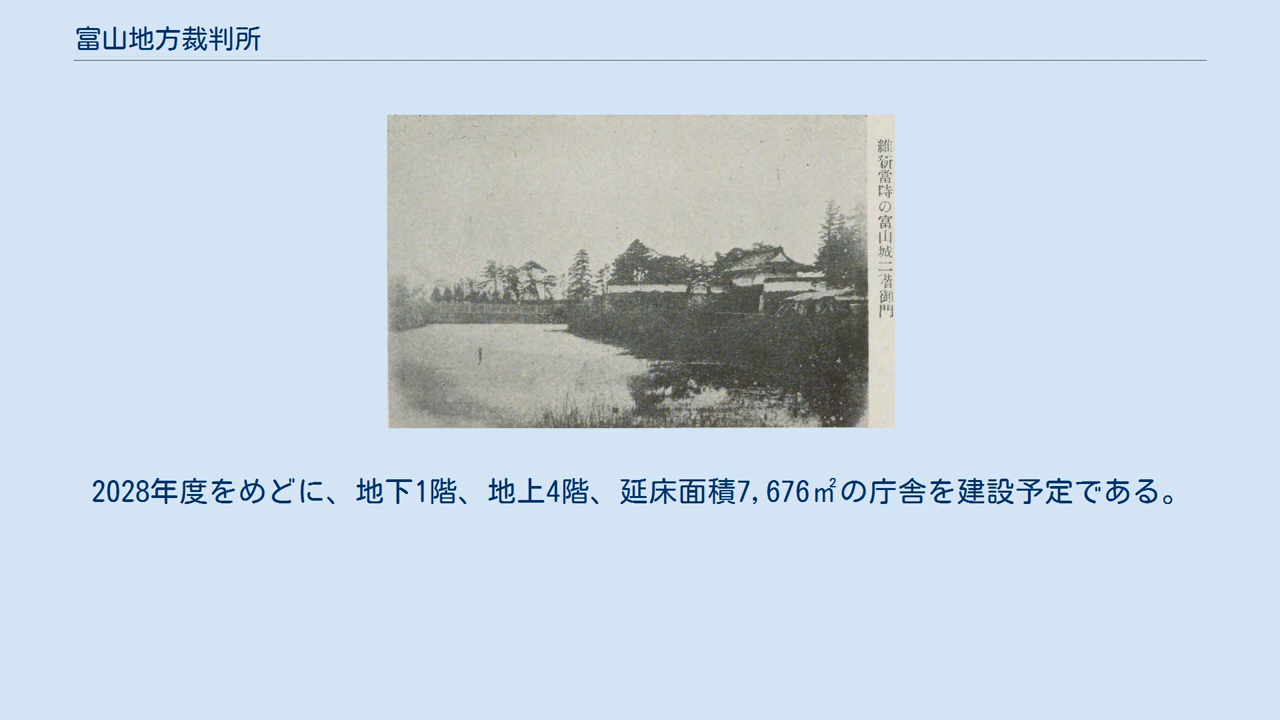 富山地方裁判所
維新當時の富山城二階御門
2028年度をめどに、地下1階、地上4階、延床面積7,676㎡の庁舎を建設予定である。